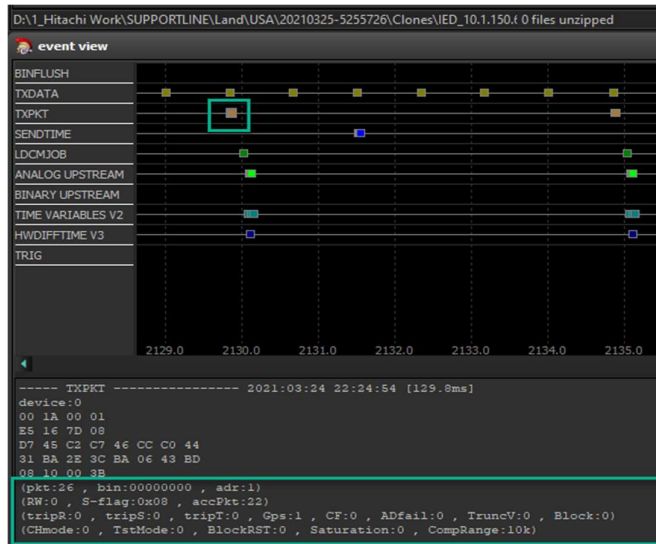 D:\1_Hitachi Work\SUPPORTLINE\Land\USA\20210325-5255726\Clones\IED_10.1.150.6 0 files unzipped
event view
BINFLUSH
TXDATA
TXPKT
SENDTIME
LDCMJOB
ANALOG UPSTREAM
BINARY UPSTREAM
TIME VARIABLES V2
HWDIFFTIME V3
TRIG
2129.0 2130.0 2131.0 2132.0 2133.0 2134.0 2135.0
----- TXPKT ---------------- 2021:03:24 22:24:54 [129.8ms]
device:0
00 1A 00 01
E5 16 7D 08
D7 45 C2 C7 46 CC C0 44
31 BA 2E 3C BA 06 43 BD
08 10 00 3B
(pkt:26 , bin:00000000 , adr:1)
(RW:0 , S-flag:0x08 , accPkt:22)
(tripR:0 , tripS:0 , tripT:0 , Gps:1 , CF:0 , ADfail:0 , TruncV:0 , Block:0)
(CHmode:0 , TstMode:0 , BlockRST:0 , Saturation:0 , CompRange:10k)